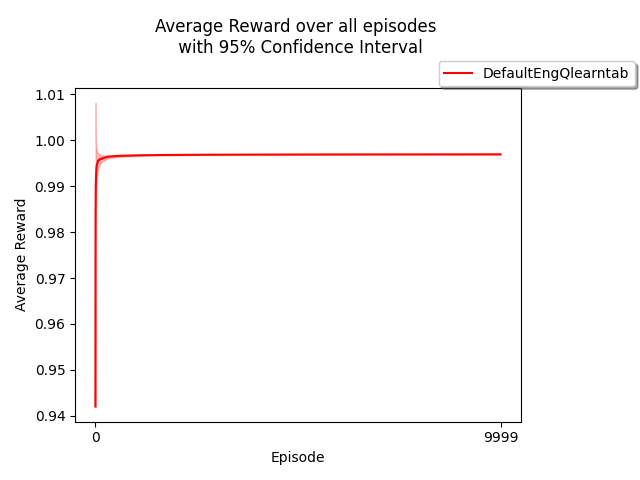 Average Reward over all episodes
with 95% Confidence Interval
DefaultEngQlearntab
1.01
1.00
0.99
0.98
0.97
0.96
0.95
0.94
Average Reward
0
9999
Episode